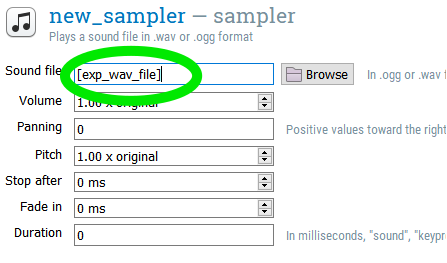 new_sampler — sampler
Plays a sound file in .wav or .ogg format
Sound file [exp_wav_file] Browse In .ogg or .wav f
Volume 1.00 x original
Panning 0 Positive values toward the right
Pitch 1.00 x original
Stop after 0 ms
Fade in 0 ms
Duration 0 In milliseconds, "sound", "keypre